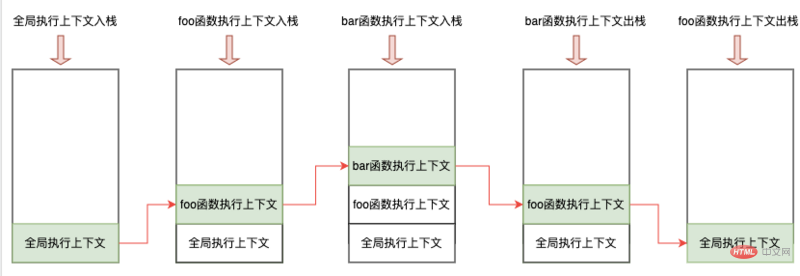 全局执行上下文入栈
foo函数执行上下文入栈
bar函数执行上下文入栈
bar函数执行上下文出栈
foo函数执行上下文出栈
全局执行上下文
foo函数执行上下文
全局执行上下文
bar函数执行上下文
foo函数执行上下文
全局执行上下文
foo函数执行上下文
全局执行上下文
全局执行上下文
HTML 中文网